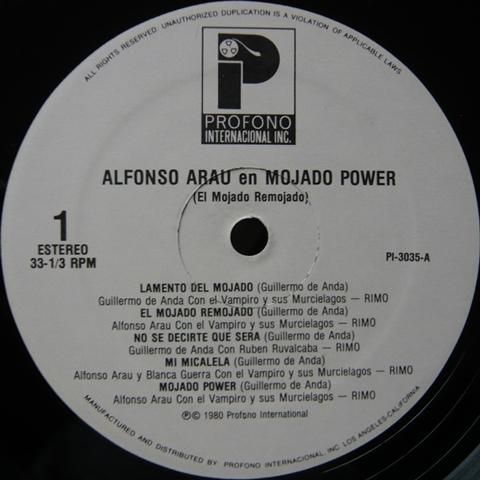 ALL RIGHTS RESERVED. UNAUTHORIZED DUPLICATION IS A VIOLATION OF APPLICABLE LAWS
PROFONO
INTERNACIONAL INC.
ALFONSO ARAU en MOJADO POWER
(El Mojado Remojado)
1
ESTEREO
33-1/3 RPM
PI-3035-A
LAMENTO DEL MOJADO (Guillermo de Anda)
Guillermo de Anda Con el Vampiro y sus Murcielagos — RIMO
EL MOJADO REMOJADO (Guillermo de Anda)
Alfonso Arau Con el Vampiro y sus Murcielagos — RIMO
NO SE DECIRTE QUE SERA (Guillermo de Anda)
Guillermo de Anda Con Ruben Ruvalcaba — RIMO
MI MICALELA (Guillermo de Anda)
Alfonso Arau y Blanca Guerra Con el Vampiro y sus Murcielagos — RIMO
MOJADO POWER (Guillermo de Anda)
Alfonso Arau Con el Vampiro y sus Murcielagos — RIMO
℗© 1980 Profono International
MANUFACTURED AND DISTRIBUTED BY PROFONO INTERNACIONAL INC. LOS ANGELES-CALIFORNIA